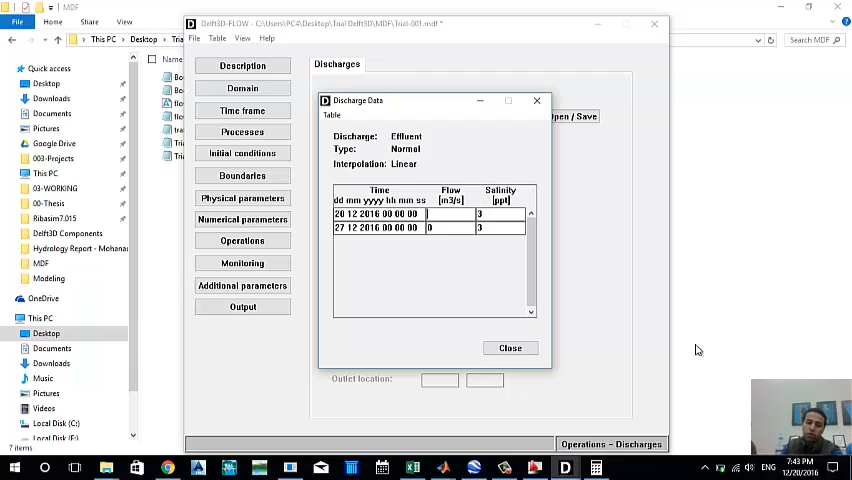 MDF
File
Home
Share
View
This PC
Desktop
Search MDF
Name
Quick access
Desktop
Downloads
Documents
Pictures
Google Drive
003-Projects
This PC
03-WORKING
00-Thesis
Ribasim7.015
Delft3D Components
Hydrology Report - Mohana
MDF
Modeling
OneDrive
This PC
Desktop
Documents
Downloads
Music
Pictures
Videos
Local Disk (C:)
Local Disk (E:)
7 items
Delft3D-FLOW - C:\Users\PC4\Desktop\Trial Delft3D\MDF\Trial-001.mdf *
File Table View Help
Description
Domain
Time frame
Processes
Initial conditions
Boundaries
Physical parameters
Numerical parameters
Operations
Monitoring
Additional parameters
Output
Discharges
Open / Save
Discharge Data
Table
Discharge: Effluent
Type: Normal
Interpolation: Linear
Time Flow Salinity
dd mm yyyy hh mm ss [m3/s] [ppt]
20 12 2016 00 00 00 3
27 12 2016 00 00 00 0 3
Close
Outlet location:
Operations - Discharges
ENG
7:43 PM
12/20/2016